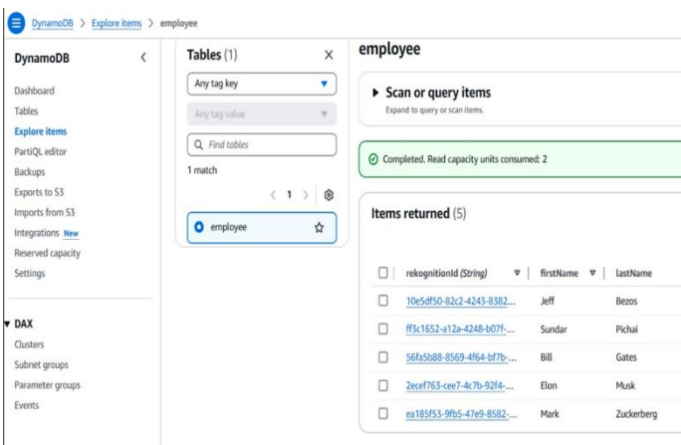 DynamoDB > Explore items > employee
DynamoDB
Dashboard
Tables
Explore items
PartiQL editor
Backups
Exports to S3
Imports from S3
Integrations New
Reserved capacity
Settings
DAX
Clusters
Subnet groups
Parameter groups
Events
Tables (1)
Any tag key
Any tag value
Find tables
1 match
1
employee
employee
Scan or query items
Expand to query or scan items.
Completed. Read capacity units consumed: 2
Items returned (5)
rekognitionId (String) firstName lastName
10e5df50-82c2-4243-8382... Jeff Bezos
ff3c1652-a12a-4248-b07f-... Sundar Pichai
56fa5b88-8569-4f64-bf7b-... Bill Gates
2ecef763-cee7-4c7b-92f4-... Elon Musk
ea185f53-9fb5-47e9-8582-... Mark Zuckerberg